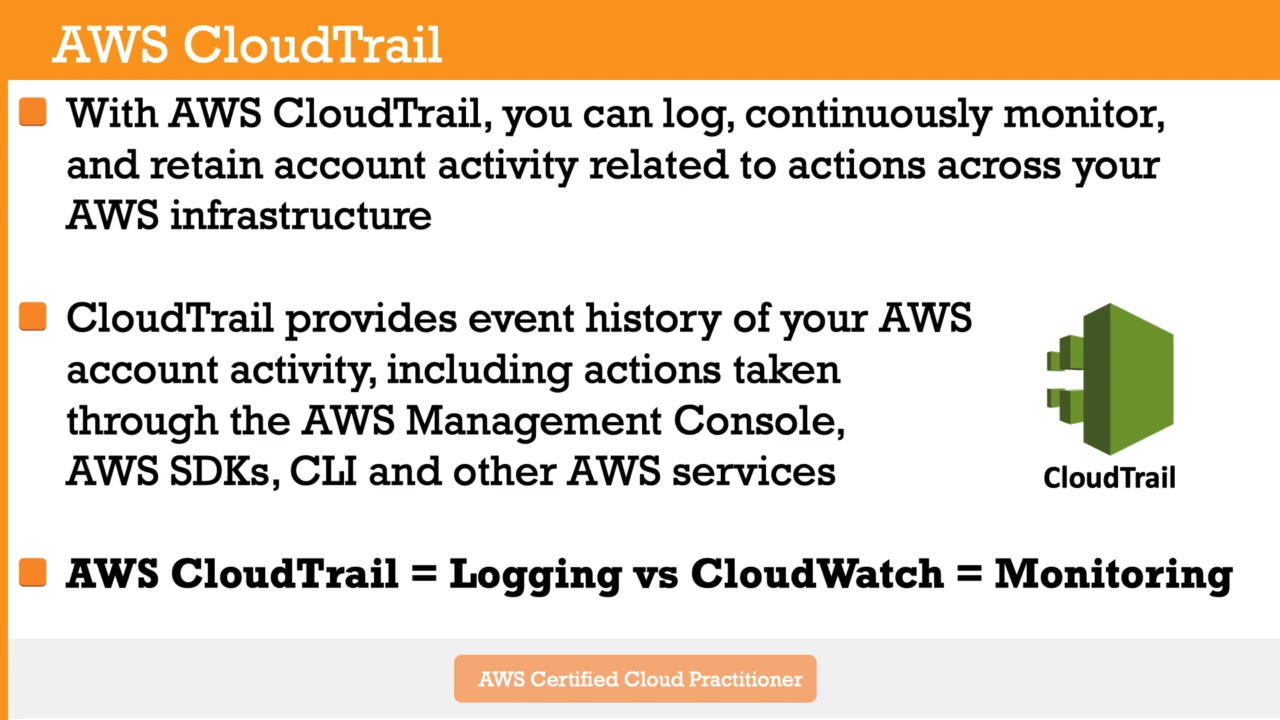 AWS CloudTrail
With AWS CloudTrail, you can log, continuously monitor,
and retain account activity related to actions across your
AWS infrastructure
CloudTrail provides event history of your AWS
account activity, including actions taken
through the AWS Management Console,
AWS SDKs, CLI and other AWS services
CloudTrail
AWS CloudTrail = Logging vs CloudWatch = Monitoring
AWS Certified Cloud Practitioner